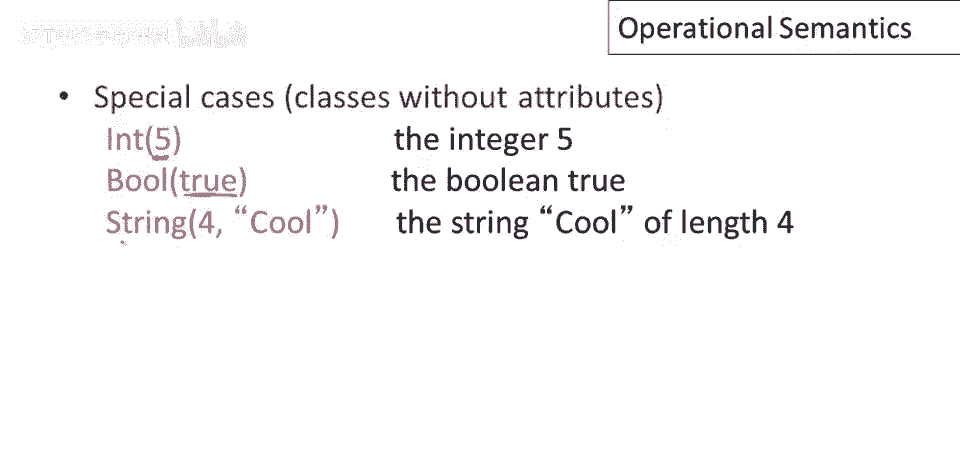 Operational Semantics
• Special cases (classes without attributes)
Int(5) the integer 5
Bool(true) the boolean true
String(4, “Cool”) the string “Cool” of length 4